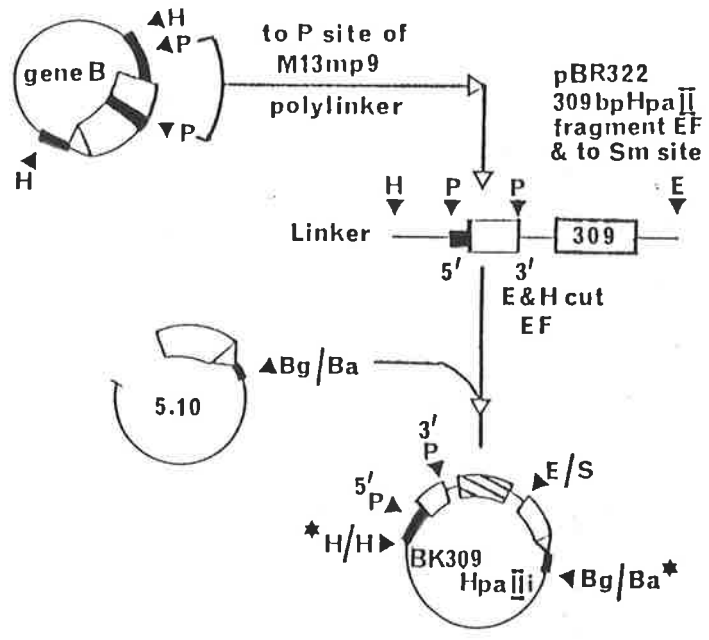 H
P
gene B
P
H
to P site of
M13mp9
polylinker
pBR322
309bpHpaII
fragment EF
& to Sm site
H P P E
Linker
309
5' 3'
E&H cut
EF
Bg/Ba
5.10
3'
P
E/S
5'
P
*H/H
BK309
HpaIIi
Bg/Ba*